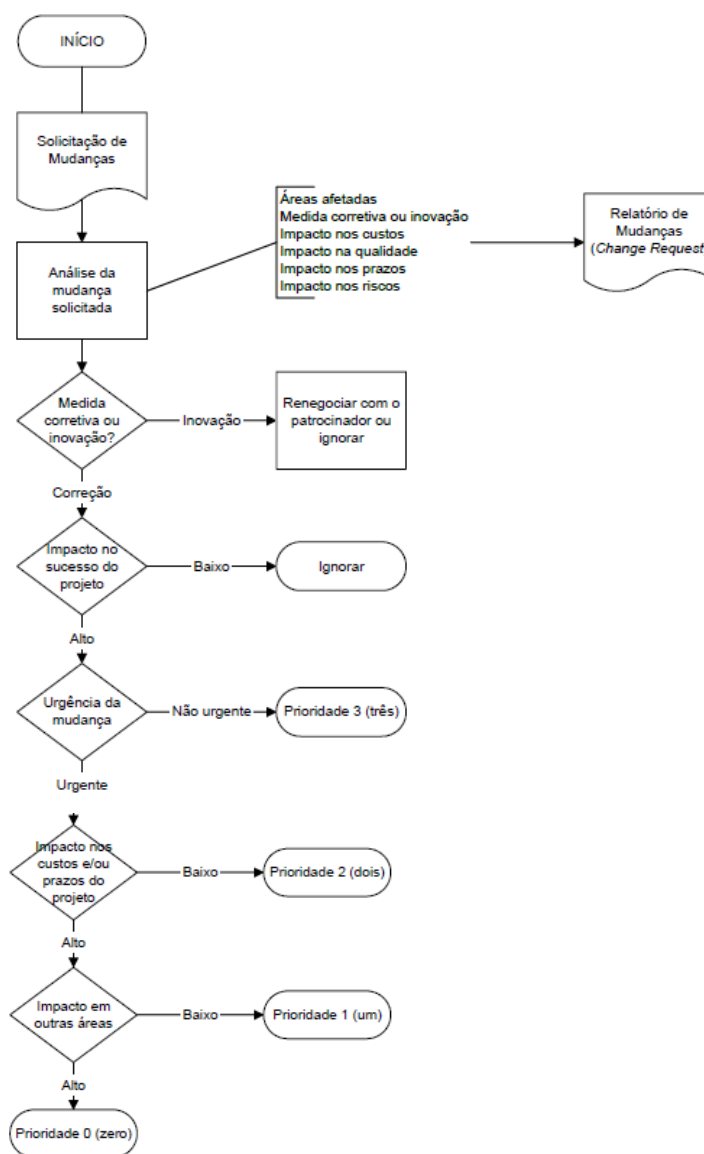 INÍCIO
Solicitação de
Mudanças
Áreas afetadas
Medida corretiva ou inovação
Impacto nos custos
Impacto na qualidade
Impacto nos prazos
Impacto nos riscos
Relatório de
Mudanças
(Change Request
Análise da
mudança
solicitada
Medida
corretiva ou
inovação?
Inovação
Renegociar com o
patrocinador ou
ignorar
Correção
Impacto no
sucesso do
projeto
Baixo
Ignorar
Alto
Urgência da
mudança
Não urgente
Prioridade 3 (três)
Urgente
Impacto nos
custos e/ou
prazos do
projeto
Baixo
Prioridade 2 (dois)
Alto
Impacto em
outras áreas
Baixo
Prioridade 1 (um)
Alto
Prioridade 0 (zero)